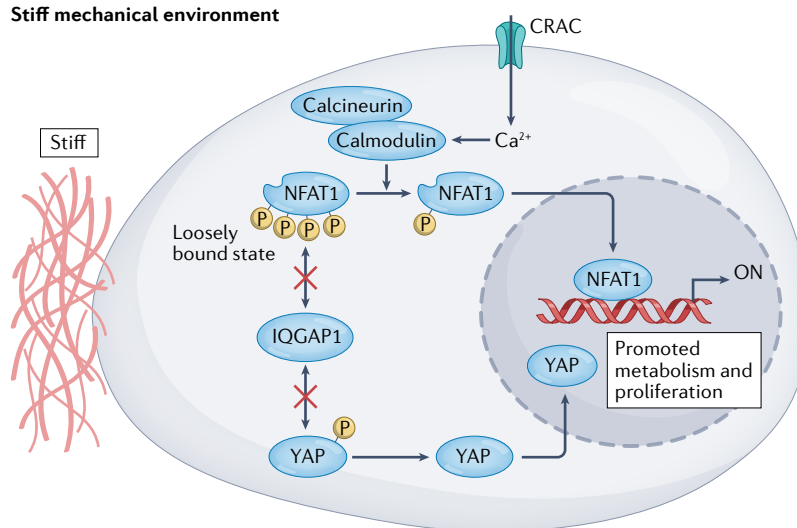 Stiff mechanical environment
CRAC
Calcineurin
Calmodulin
Ca²⁺
Stiff
NFAT1
P
P
P
P
NFAT1
P
Loosely
bound state
NFAT1
ON
IQGAP1
YAP
Promoted
metabolism and
proliferation
P
YAP
YAP